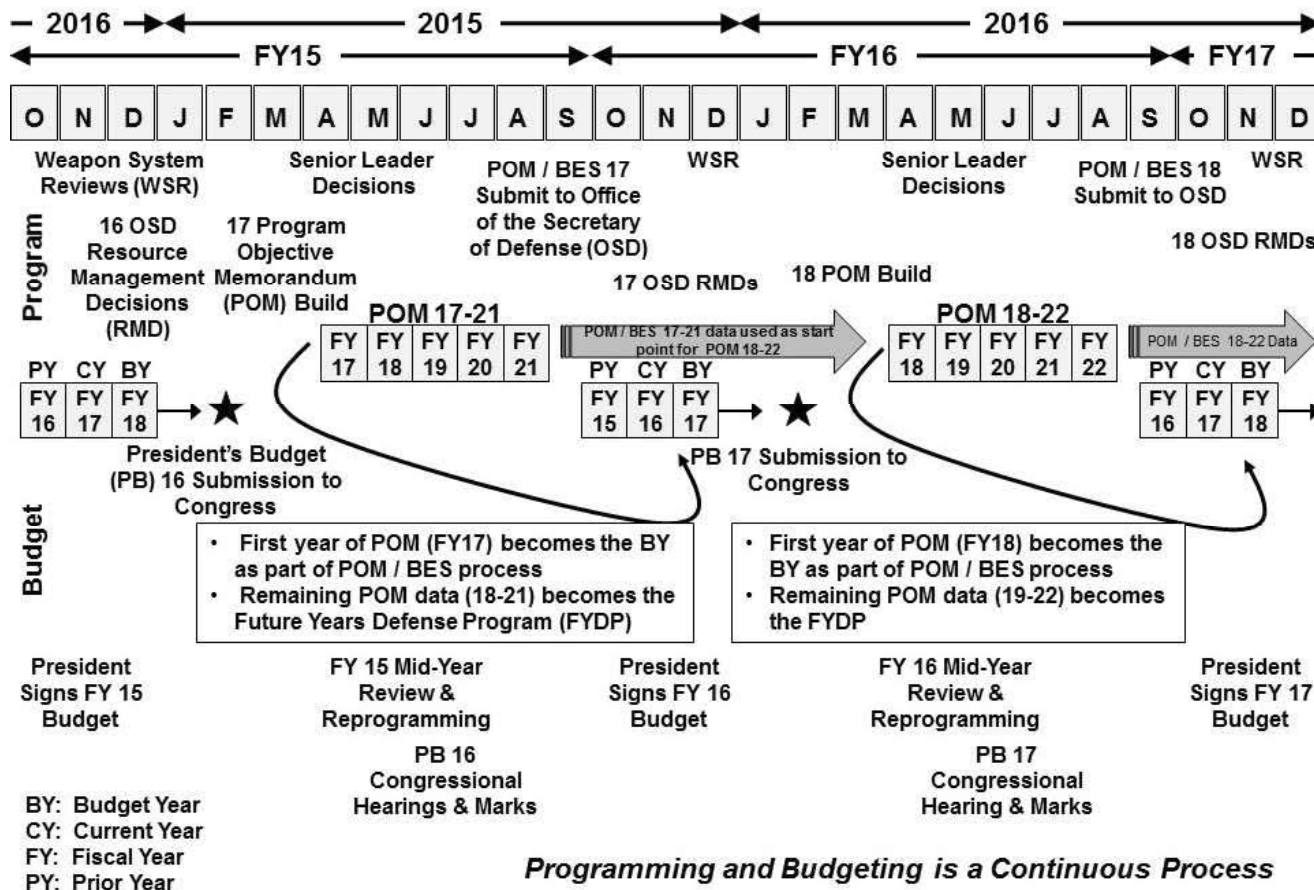 2016 2015 2016
FY15 FY16 FY17
O N D J F M A M J J A S O N D J F M A M J J A S O N D
Weapon System
Reviews (WSR)
Senior Leader
Decisions
POM / BES 17
Submit to Office
of the Secretary
of Defense (OSD)
WSR
Senior Leader
Decisions
POM / BES 18
Submit to OSD
WSR
Program
16 OSD
Resource
Management
Decisions
(RMD)
17 Program
Objective
Memorandum
(POM) Build
17 OSD RMDs
18 POM Build
18 OSD RMDs
POM 17-21
FY FY FY FY FY
17 18 19 20 21
POM / BES 17-21 data used as start
point for POM 18-22
POM 18-22
FY FY FY FY FY
18 19 20 21 22
POM / BES 18-22 Data
PY CY BY
FY FY FY
16 17 18
PY CY BY
FY FY FY
15 16 17
PY CY BY
FY FY FY
16 17 18
President's Budget
(PB) 16 Submission to
Congress
PB 17 Submission to
Congress
Budget
• First year of POM (FY17) becomes the BY
as part of POM / BES process
• Remaining POM data (18-21) becomes the
Future Years Defense Program (FYDP)
• First year of POM (FY18) becomes the
BY as part of POM / BES process
• Remaining POM data (19-22) becomes
the FYDP
President
Signs FY 15
Budget
FY 15 Mid-Year
Review &
Reprogramming
President
Signs FY 16
Budget
FY 16 Mid-Year
Review &
Reprogramming
President
Signs FY 17
Budget
PB 16
Congressional
Hearings & Marks
PB 17
Congressional
Hearing & Marks
BY: Budget Year
CY: Current Year
FY: Fiscal Year
PY: Prior Year
Programming and Budgeting is a Continuous Process